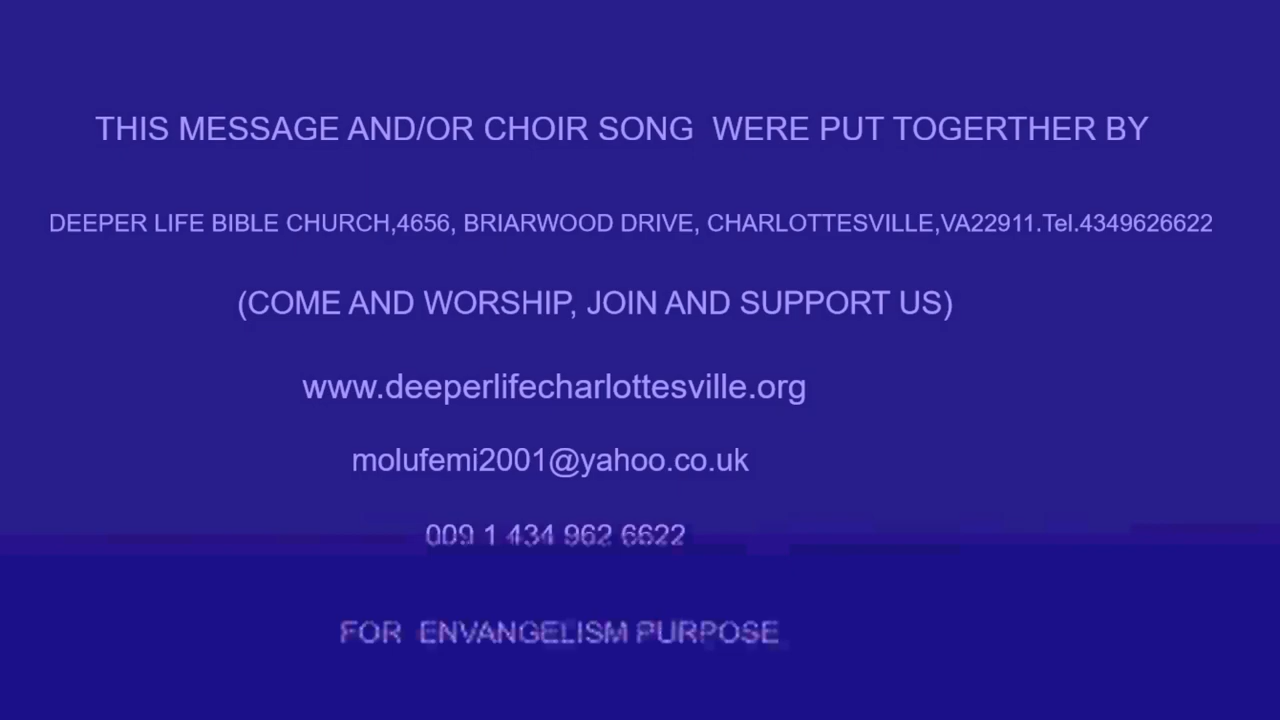 THIS MESSAGE AND/OR CHOIR SONG  WERE PUT TOGERTHER BY
DEEPER LIFE BIBLE CHURCH,4656, BRIARWOOD DRIVE, CHARLOTTESVILLE,VA22911.Tel.4349626622
(COME AND WORSHIP, JOIN AND SUPPORT US)
www.deeperlifecharlottesville.org
molufemi2001@yahoo.co.uk
009 1 434 962 6622
FOR  ENVANGELISM PURPOSE